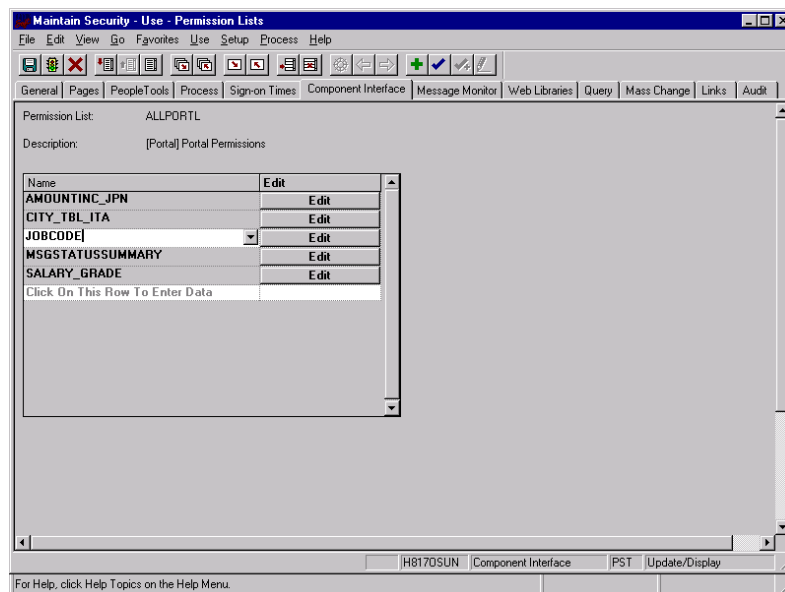 Maintain Security - Use - Permission Lists
File Edit View Go Favorites Use Setup Process Help
General Pages PeopleTools Process Sign-on Times Component Interface Message Monitor Web Libraries Query Mass Change Links Audit
Permission List: ALLPORTL
Description: [Portal] Portal Permissions
Name Edit
AMOUNTINC_JPN Edit
CITY_TBL_ITA Edit
JOBCODE Edit
MSGSTATUSSUMMARY Edit
SALARY_GRADE Edit
Click On This Row To Enter Data
H817OSUN Component Interface PST Update/Display
For Help, click Help Topics on the Help Menu.